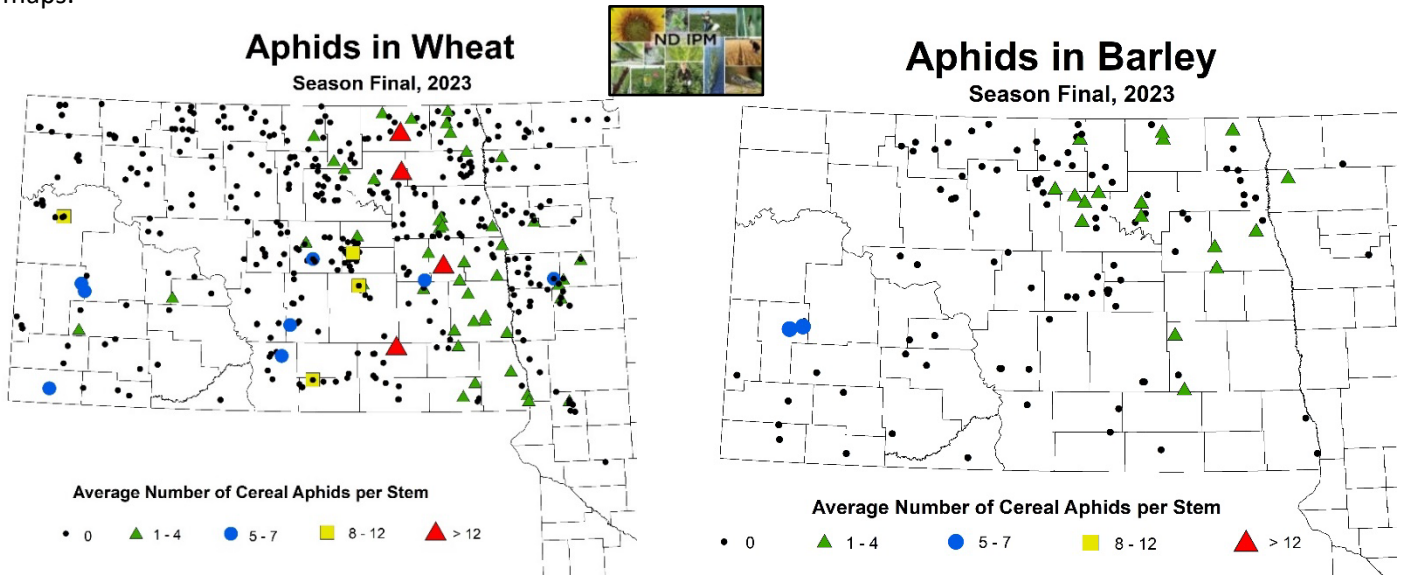 maps.
ND IPM
Aphids in Wheat
Season Final, 2023
Average Number of Cereal Aphids per Stem
0 1 - 4 5 - 7 8 - 12 > 12
Aphids in Barley
Season Final, 2023
Average Number of Cereal Aphids per Stem
0 1 - 4 5 - 7 8 - 12 > 12